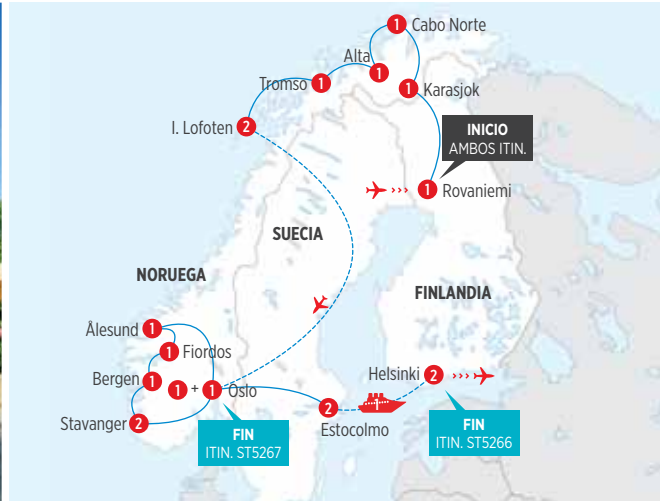 1 Cabo Norte
Alta
1
1 Karasjok
Tromso 1
I. Lofoten 2
INICIO
AMBOS ITIN.
1 Rovaniemi
SUECIA
NORUEGA
FINLANDIA
Ålesund 1
1 Fiordos
Bergen 1
1 + 1 Oslo
Stavanger 2
Helsinki 2
2
Estocolmo
1
FIN
ITIN. ST5267
FIN
ITIN. ST5266